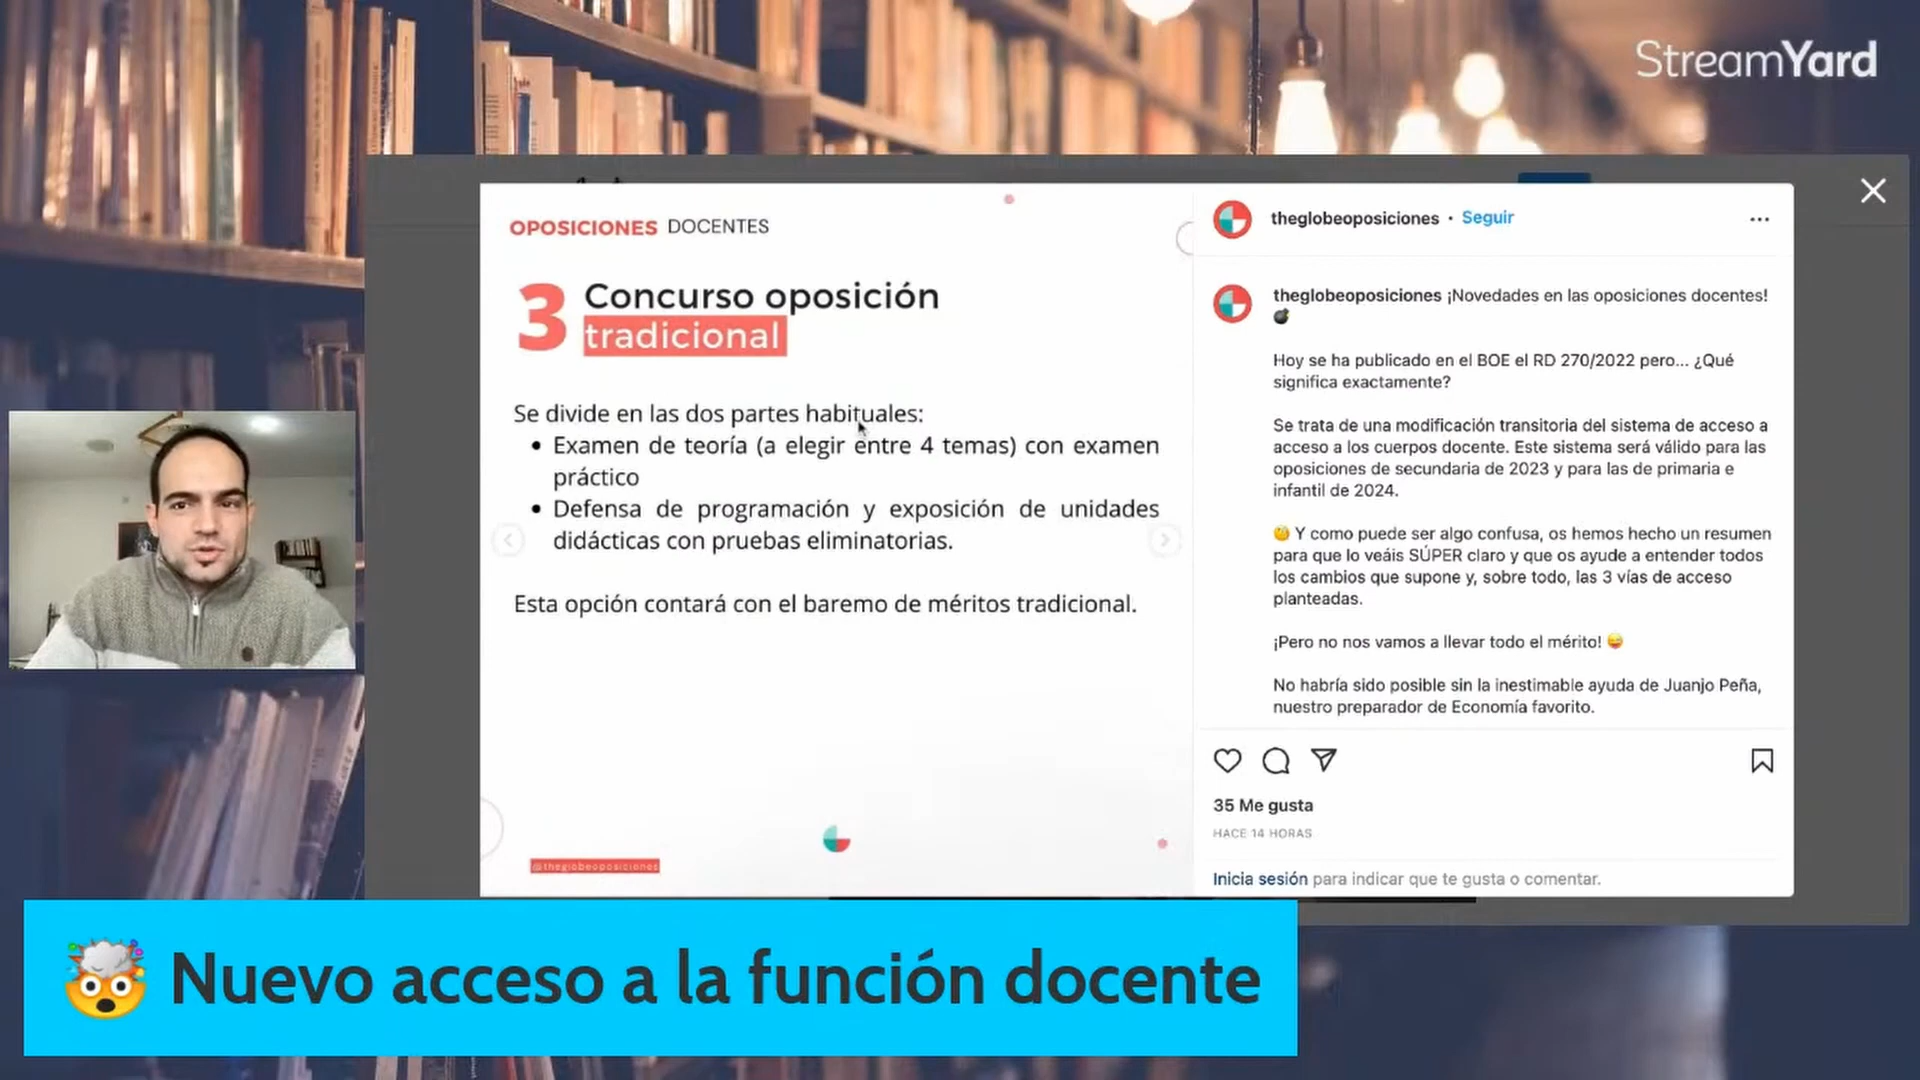 StreamYard
OPOSICIONES DOCENTES
3 Concurso oposición
tradicional
Se divide en las dos partes habituales:
• Examen de teoría (a elegir entre 4 temas) con examen
práctico
• Defensa de programación y exposición de unidades
didácticas con pruebas eliminatorias.
Esta opción contará con el baremo de méritos tradicional.
@theglobeoposiciones
theglobeoposiciones • Seguir
theglobeoposiciones ¡Novedades en las oposiciones docentes!
💣
Hoy se ha publicado en el BOE el RD 270/2022 pero... ¿Qué
significa exactamente?
Se trata de una modificación transitoria del sistema de acceso a
acceso a los cuerpos docente. Este sistema será válido para las
oposiciones de secundaria de 2023 y para las de primaria e
infantil de 2024.
🧐 Y como puede ser algo confusa, os hemos hecho un resumen
para que lo veáis SÚPER claro y que os ayude a entender todos
los cambios que supone y, sobre todo, las 3 vías de acceso
planteadas.
¡Pero no nos vamos a llevar todo el mérito! 😜
No habría sido posible sin la inestimable ayuda de Juanjo Peña,
nuestro preparador de Economía favorito.
35 Me gusta
HACE 14 HORAS
Inicia sesión para indicar que te gusta o comentar.
🤯 Nuevo acceso a la función docente